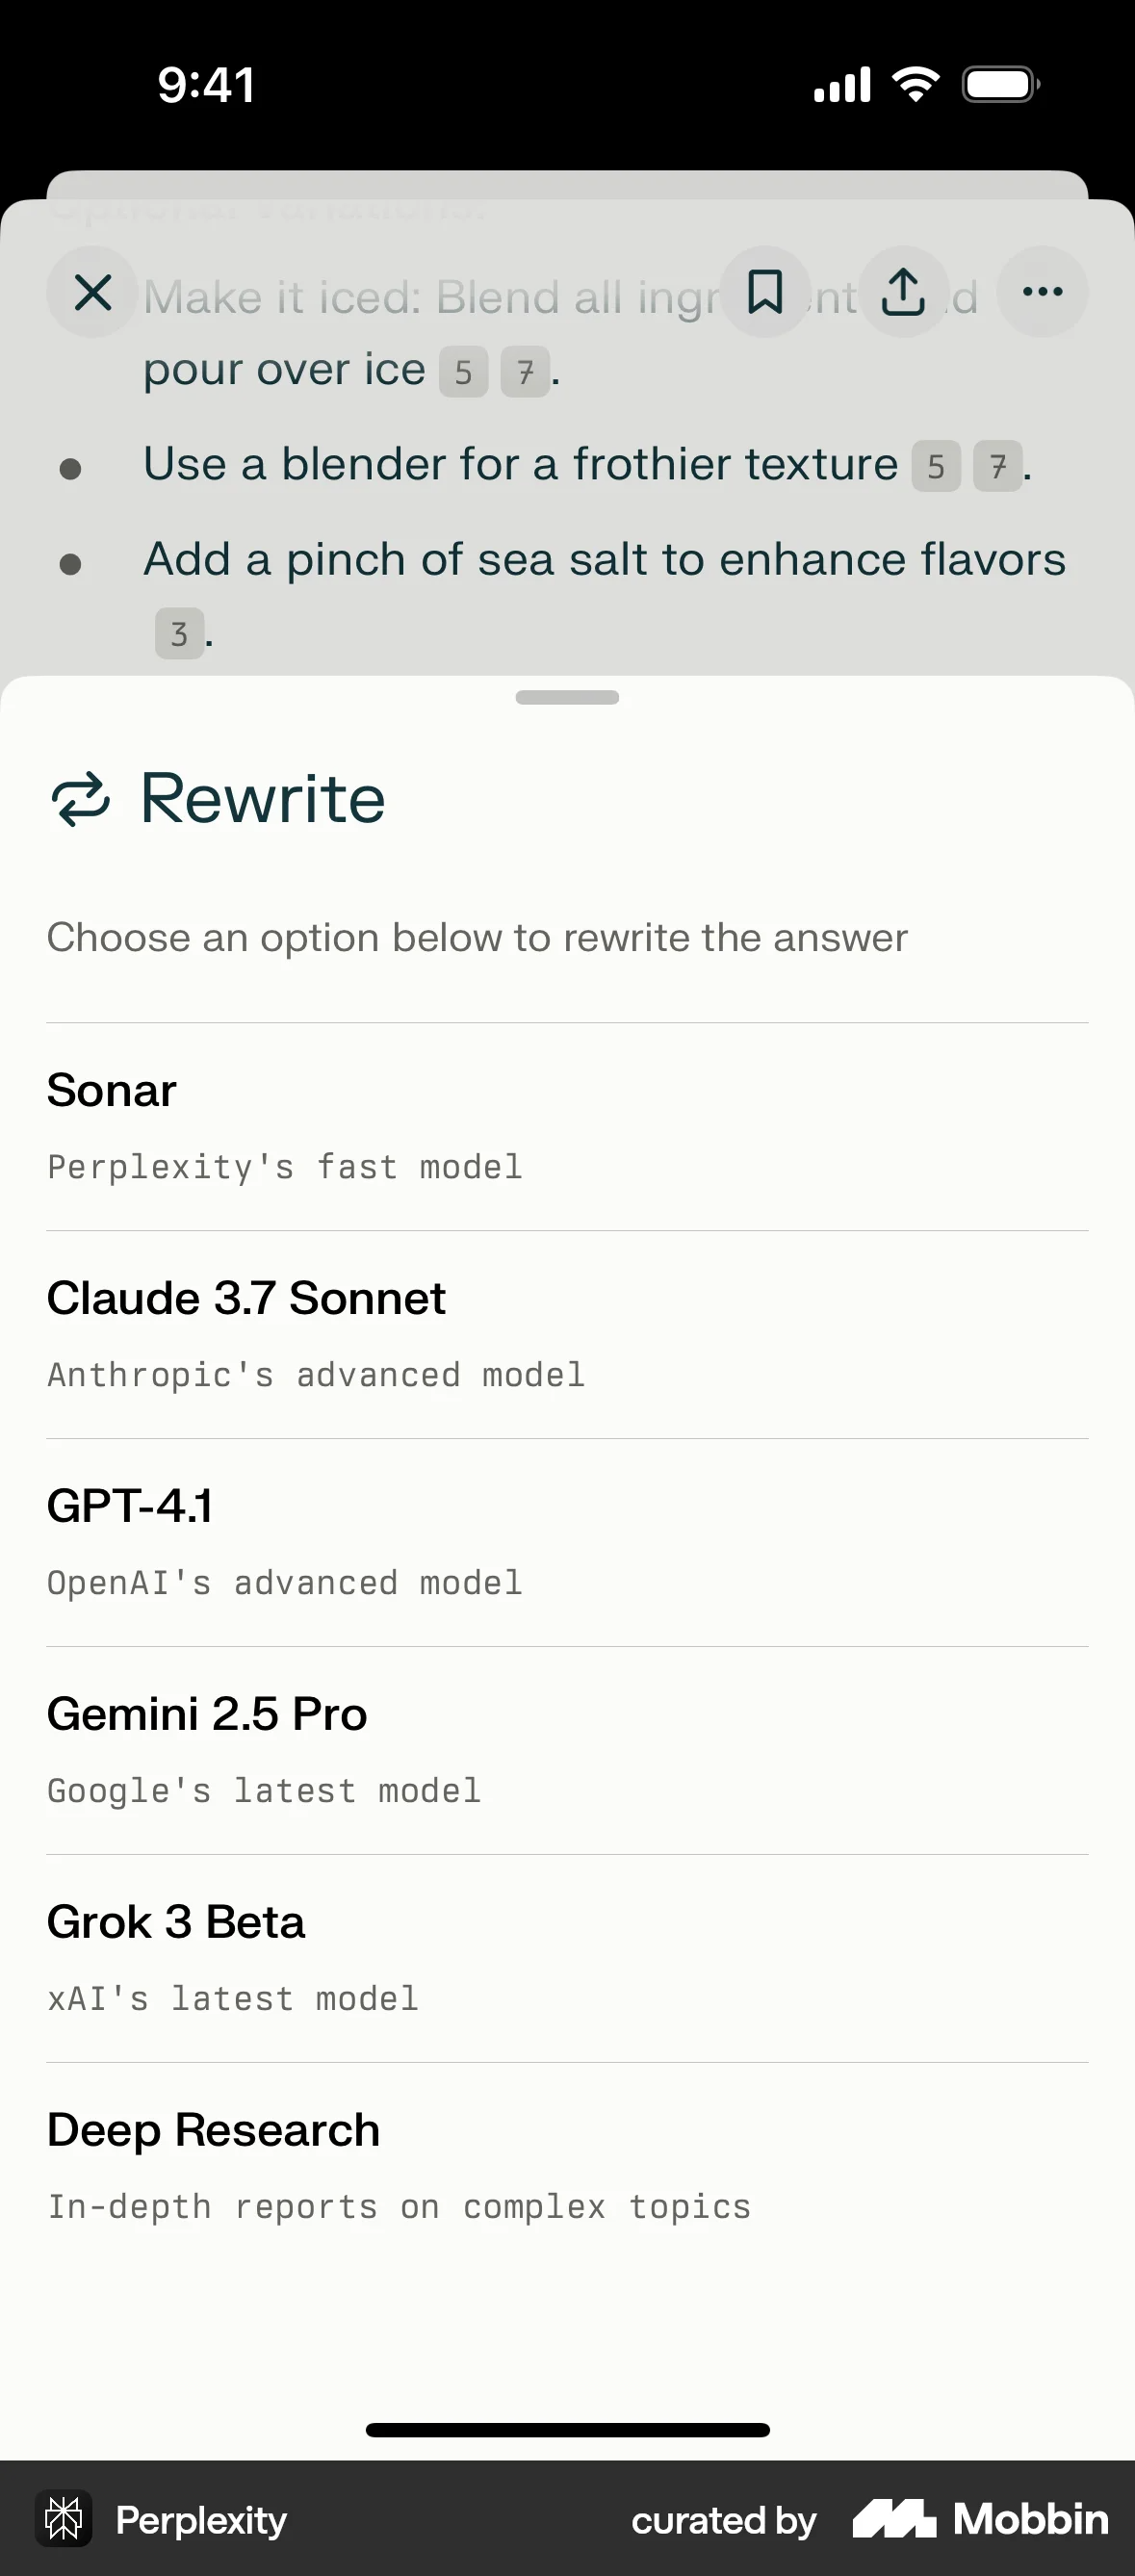 9:41
Optional variations:
Make it iced: Blend all ingr ent d
pour over ice 5 7.
Use a blender for a frothier texture 5 7.
Add a pinch of sea salt to enhance flavors
3.
Rewrite
Choose an option below to rewrite the answer
Sonar
Perplexity's fast model
Claude 3.7 Sonnet
Anthropic's advanced model
GPT-4.1
OpenAI's advanced model
Gemini 2.5 Pro
Google's latest model
Grok 3 Beta
xAI's latest model
Deep Research
In-depth reports on complex topics
Perplexity
curated by Mobbin